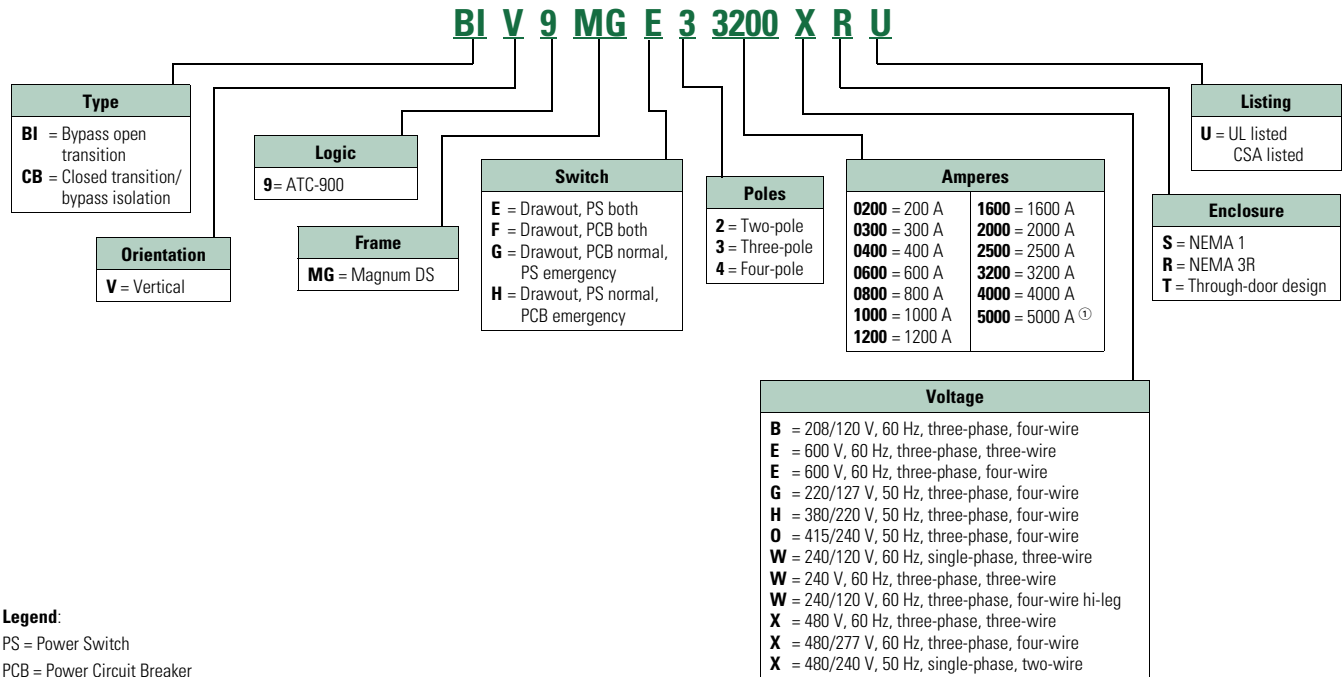 BI V 9 MG E 3 3200 X R U
Type
BI = Bypass open
transition
CB = Closed transition/
bypass isolation
Orientation
V = Vertical
Logic
9= ATC-900
Frame
MG = Magnum DS
Switch
E = Drawout, PS both
F = Drawout, PCB both
G = Drawout, PCB normal,
PS emergency
H = Drawout, PS normal,
PCB emergency
Poles
2 = Two-pole
3 = Three-pole
4 = Four-pole
Amperes
0200 = 200 A
0300 = 300 A
0400 = 400 A
0600 = 600 A
0800 = 800 A
1000 = 1000 A
1200 = 1200 A
1600 = 1600 A
2000 = 2000 A
2500 = 2500 A
3200 = 3200 A
4000 = 4000 A
5000 = 5000 A ①
Listing
U = UL listed
CSA listed
Enclosure
S = NEMA 1
R = NEMA 3R
T = Through-door design
Voltage
B = 208/120 V, 60 Hz, three-phase, four-wire
E = 600 V, 60 Hz, three-phase, three-wire
E = 600 V, 60 Hz, three-phase, four-wire
G = 220/127 V, 50 Hz, three-phase, four-wire
H = 380/220 V, 50 Hz, three-phase, four-wire
O = 415/240 V, 50 Hz, three-phase, four-wire
W = 240/120 V, 60 Hz, single-phase, three-wire
W = 240 V, 60 Hz, three-phase, three-wire
W = 240/120 V, 60 Hz, three-phase, four-wire hi-leg
X = 480 V, 60 Hz, three-phase, three-wire
X = 480/277 V, 60 Hz, three-phase, four-wire
X = 480/240 V, 50 Hz, single-phase, two-wire
Legend:
PS = Power Switch
PCB = Power Circuit Breaker